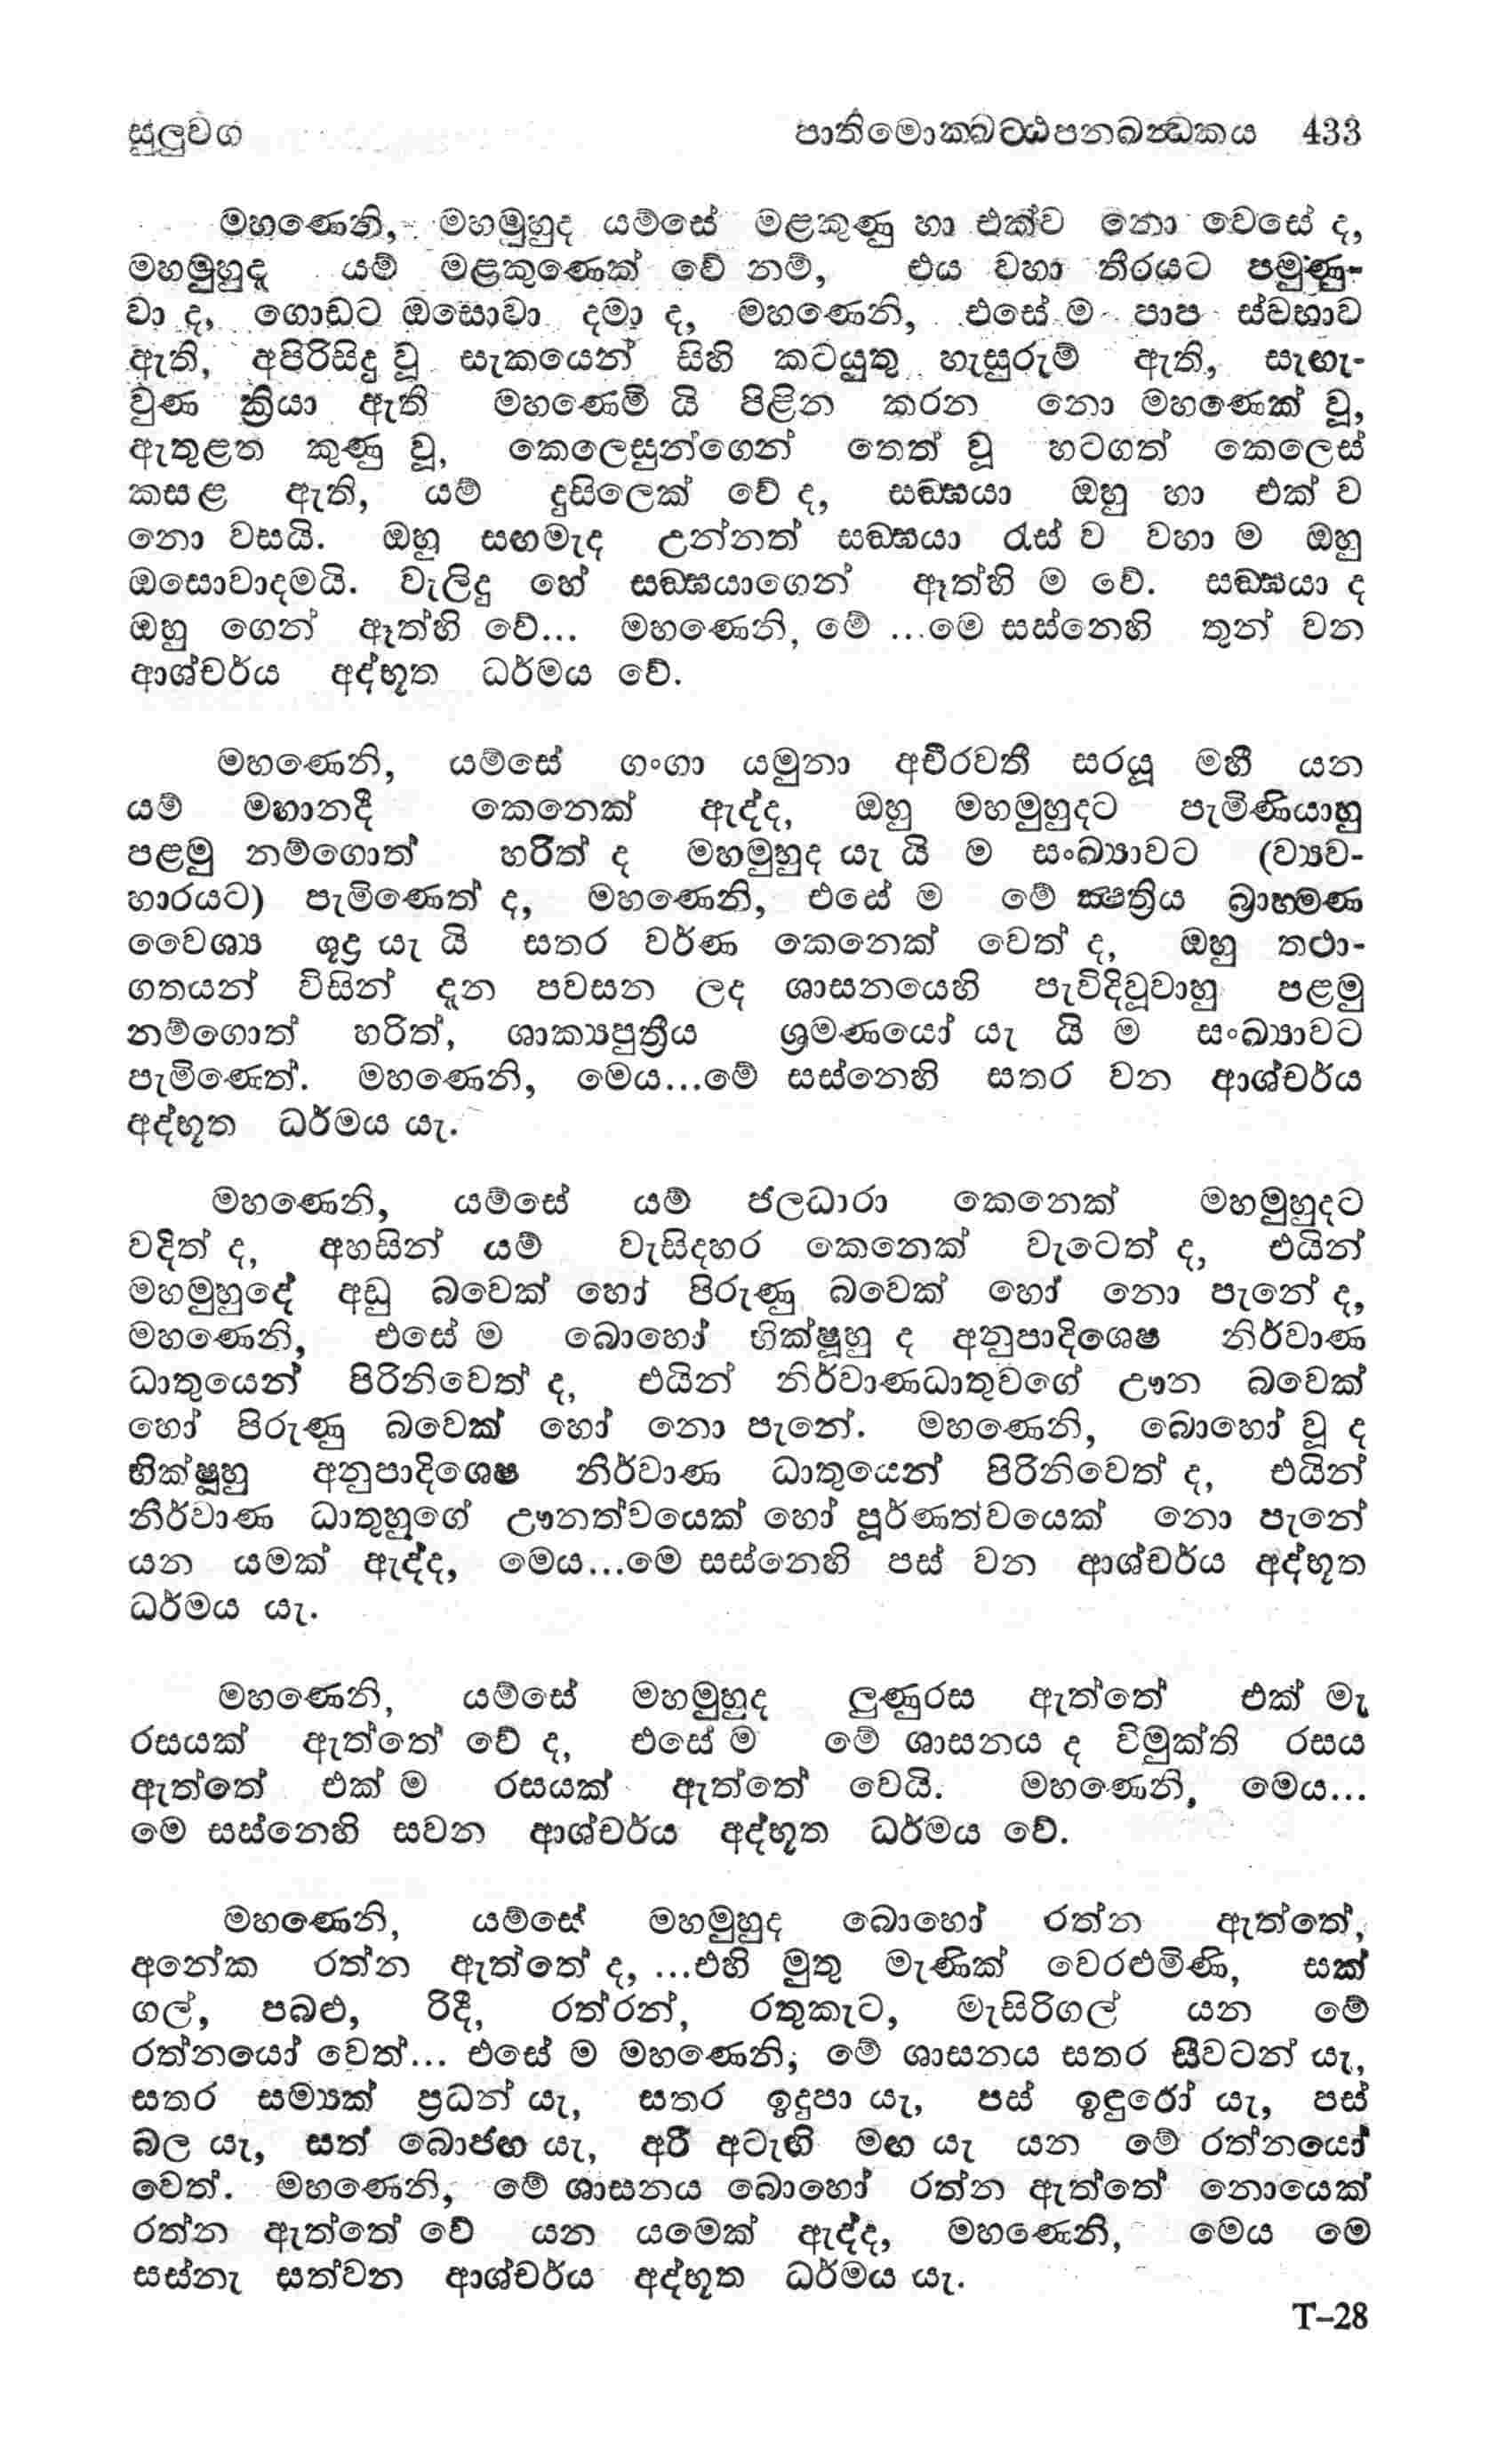 සුලුවග පාතිමොක්ඛට්ඨපනඛන්ධකය 433
මහණෙනි, මහමුහුද යම්සේ මළකුණු හා එක්ව නො වෙසේ ද,
මහමුහුදැ යම් මළකුණෙක් වේ නම්, එය වහා තීරයට පමුණු-
වා ද, ගොඩට ඔසොවා දමා ද, මහණෙනි, එසේ ම පාප ස්වභාව
ඇති, අපිරිසිදු වූ සැකයෙන් සිහි කටයුතු හැසුරුම් ඇති, සැඟැ-
වුණ ක්‍රියා ඇති මහණෙමි යි පිළින කරන නො මහණෙක් වූ,
ඇතුළත කුණු වූ, කෙලෙසුන්ගෙන් තෙත් වූ හටගත් කෙලෙස්
කසළ ඇති, යම් දුසිලෙක් වේ ද, සඞ්ඝයා ඔහු හා එක් ව
නො වසයි. ඔහු සඟමැද උන්නත් සඞ්ඝයා රැස් ව වහා ම ඔහු
ඔසොවාදමයි. වැලිදු හේ සඞ්ඝයාගෙන් ඈත්හි ම වේ. සඞ්ඝයා ද
ඔහු ගෙන් ඈත්හි වේ... මහණෙනි, මේ ...මෙ සස්නෙහි තුන් වන
ආශ්චර්ය අද්භූත ධර්මය වේ.
මහණෙනි, යම්සේ ගංගා යමුනා අචීරවතී සරයූ මහී යන
යම් මහානදී කෙනෙක් ඇද්ද, ඔහු මහමුහුදට පැමිණියාහු
පළමු නම්ගොත් හරිත් ද මහමුහුද යැ යි ම සංඛ්‍යාවට (ව්‍යව-
හාරයට) පැමිණෙත් ද, මහණෙනි, එසේ ම මේ ක්‍ෂත්‍රිය බ්‍රාහ්මණ
වෛශ්‍ය ශූද්‍ර යැ යි සතර වර්ණ කෙනෙක් වෙත් ද, ඔහු තථා-
ගතයන් විසින් දැන පවසන ලද ශාසනයෙහි පැවිදිවූවාහු පළමු
නම්ගොත් හරිත්, ශාක්‍යපුත්‍රීය ශ්‍රමණයෝ යැ යි ම සංඛ්‍යාවට
පැමිණෙත්. මහණෙනි, මෙය...මේ සස්නෙහි සතර වන ආශ්චර්ය
අද්භූත ධර්මය යැ.
මහණෙනි, යම්සේ යම් ජලධාරා කෙනෙක් මහමුහුදට
වදිත් ද, අහසින් යම් වැසිදහර කෙනෙක් වැටෙත් ද, එයින්
මහමුහුදේ අඩු බවෙක් හෝ පිරුණු බවෙක් හෝ නො පැනේ ද,
මහණෙනි, එසේ ම බොහෝ භික්ෂූහු ද අනුපාදිශෙෂ නිර්වාණ
ධාතුයෙන් පිරිනිවෙත් ද, එයින් නිර්වාණධාතුවගේ ඌන බවෙක්
හෝ පිරුණු බවෙක් හෝ නො පැනේ. මහණෙනි, බොහෝ වූ ද
භික්ෂූහු අනුපාදිශෙෂ නිර්වාණ ධාතුයෙන් පිරිනිවෙත් ද, එයින්
නිර්වාණ ධාතුහුගේ ඌනත්වයෙක් හෝ පූර්ණත්වයෙක් නො පැනේ
යන යමක් ඇද්ද, මෙය...මෙ සස්නෙහි පස් වන ආශ්චර්ය අද්භූත
ධර්මය යැ.
මහණෙනි, යම්සේ මහමුහුද ලුණුරස ඇත්තේ එක් මැ
රසයක් ඇත්තේ වේ ද, එසේ ම මේ ශාසනය ද විමුක්ති රසය
ඇත්තේ එක් ම රසයක් ඇත්තේ වෙයි. මහණෙනි, මෙය...
මෙ සස්නෙහි සවන ආශ්චර්ය අද්භූත ධර්මය වේ.
මහණෙනි, යම්සේ මහමුහුද බොහෝ රත්න ඇත්තේ,
අනේක රත්න ඇත්තේ ද, ...එහි මුතු මැණික් වෙරළුමිණි, සක්
ගල්, පබළු, රිදී, රත්රන්, රතුකැට, මැසිරිගල් යන මේ
රත්නයෝ වෙත්... එසේ ම මහණෙනි, මේ ශාසනය සතර සීවටන් යැ,
සතර සම්‍යක් ප්‍රධන් යැ, සතර ඉදුපා යැ, පස් ඉඳුරෝ යැ, පස්
බල යැ, සත් බොජඟ යැ, අරී අටැඟි මඟ යැ යන මේ රත්නයෝ
වෙත්. මහණෙනි, මේ ශාසනය බොහෝ රත්න ඇත්තේ නොයෙක්
රත්න ඇත්තේ වේ යන යමෙක් ඇද්ද, මහණෙනි, මෙය මෙ
සස්නැ සත්වන ආශ්චර්ය අද්භූත ධර්මය යැ.
T–28